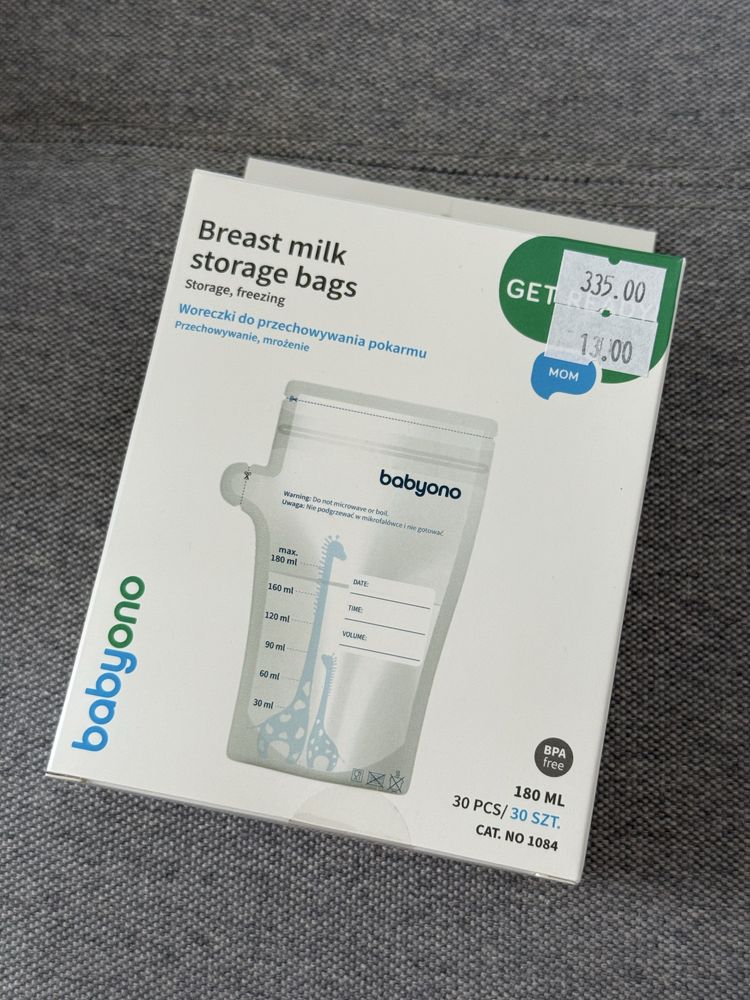 Breast milk
storage bags
Storage, freezing
Woreczki do przechowywania pokarmu
Przechowywanie, mrożenie
GET
335.00
MOM
babyono
Warning: Do not microwave or boil.
Uwaga: Nie podgrzewać w mikrofalówce i nie gotować
max.
180 ml
160 ml
120 ml
90 ml
60 ml
30 ml
DATE:
TIME:
VOLUME:
babyono
BPA
free
180 ML
30 PCS/ 30 SZT.
CAT. NO 1084